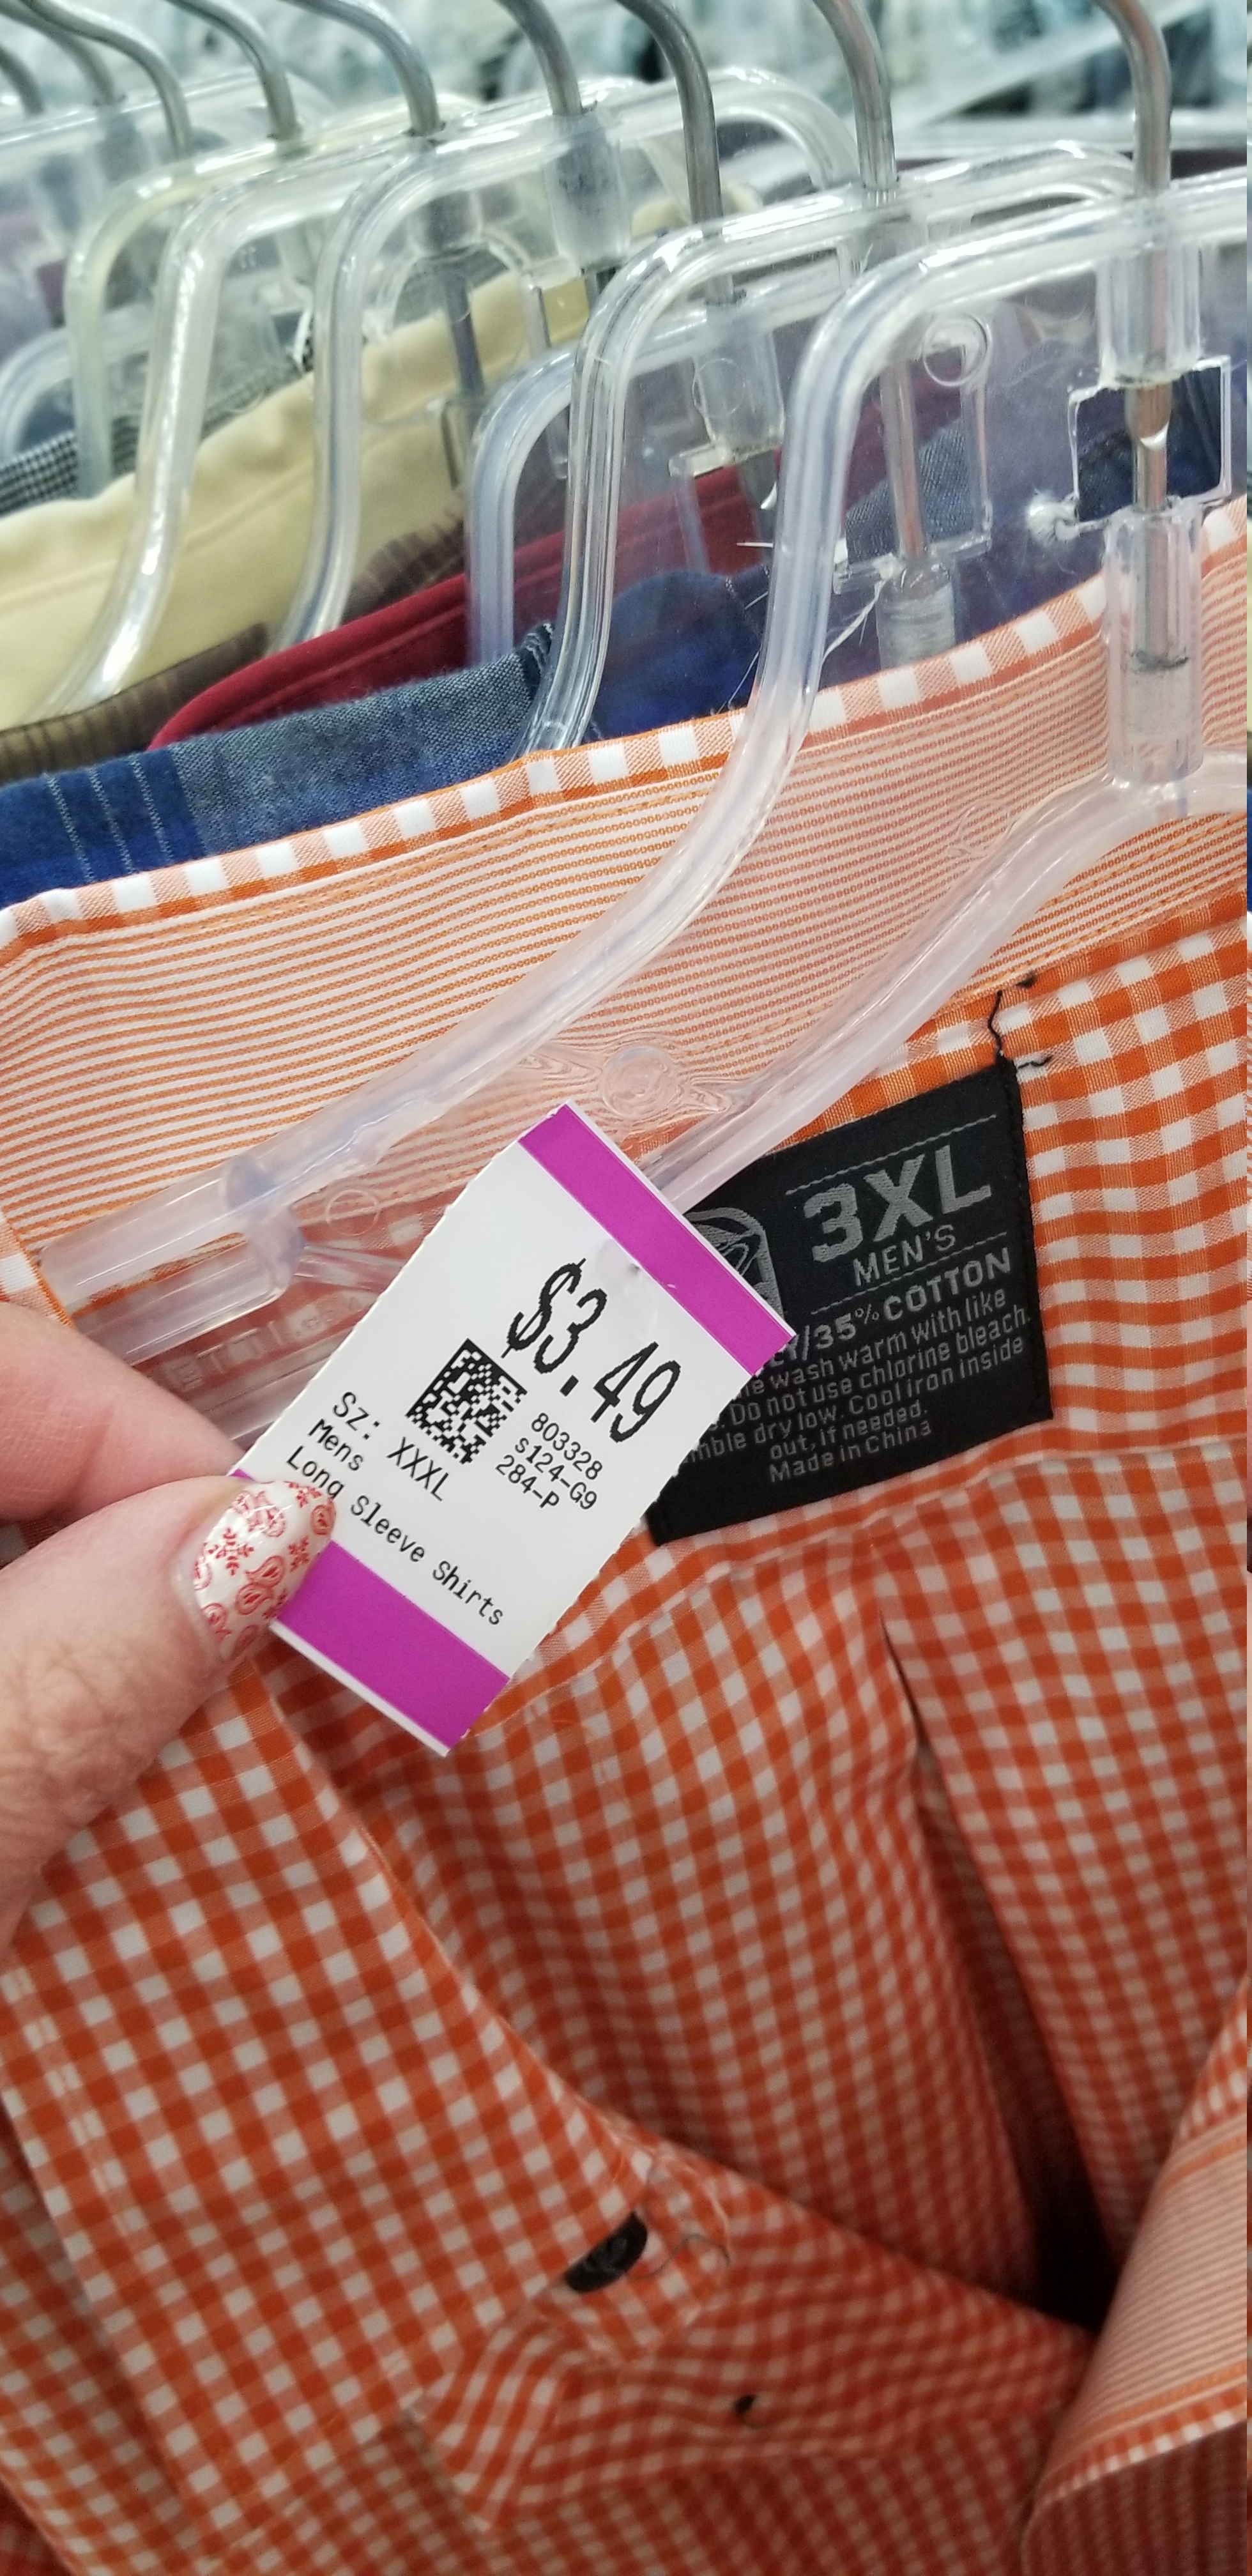 $3.49
803328
S124-G9
284-P
Sz: XXXL
Mens
Long Sleeve Shirts
3XL
MEN'S
/35% COTTON
wash warm with like
Do not use chlorine bleach.
dry low. Cool iron inside
out, if needed.
Made in China